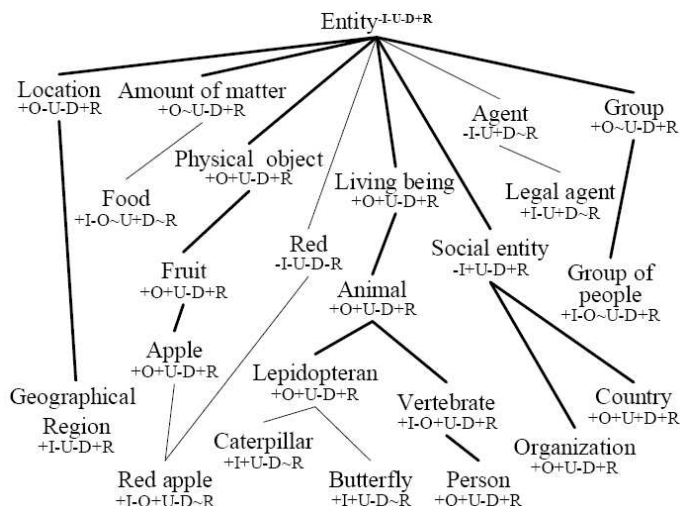 Entity-I-U-D+R
Location
+O-U-D+R
Amount of matter
+O~U-D+R
Agent
-I-U+D~R
Group
+O~U-D+R
Physical object
+O+U-D+R
Living being
+O+U-D+R
Food
+I-O~U+D~R
Legal agent
+I-U+D~R
Red
-I-U-D-R
Social entity
-I+U-D+R
Fruit
+O+U-D+R
Animal
+O+U-D+R
Group of
people
+I-O~U-D+R
Apple
+O+U-D+R
Lepidopteran
+O+U-D+R
Geographical
Region
+I-U-D+R
Vertebrate
+I-O+U-D+R
Country
+O+U+D+R
Caterpillar
+I+U-D~R
Organization
+O+U-D+R
Red apple
+I-O+U-D~R
Butterfly
+I+U-D~R
Person
+O+U-D+R